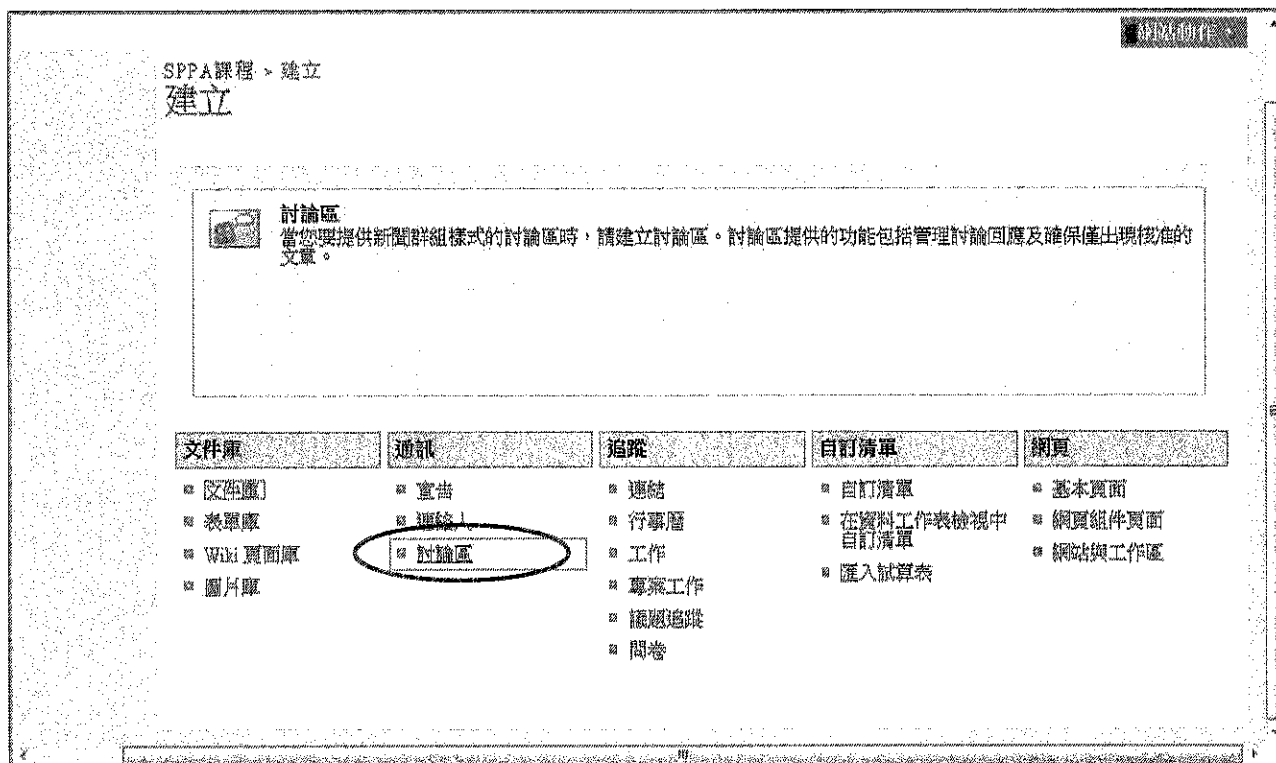 網站動作
SPPA課程 > 建立
建立
討論區
當您要提供新聞群組樣式的討論區時，請建立討論區。討論區提供的功能包括管理討論回應及確保僅出現核准的
文章。
文件庫
文件庫
表單庫
Wiki 頁面庫
圖片庫
通訊
宣告
連絡人
討論區
追蹤
連結
行事曆
工作
專案工作
議題追蹤
問卷
自訂清單
自訂清單
在資料工作表檢視中
自訂清單
匯入試算表
網頁
基本頁面
網頁組件頁面
網站與工作區